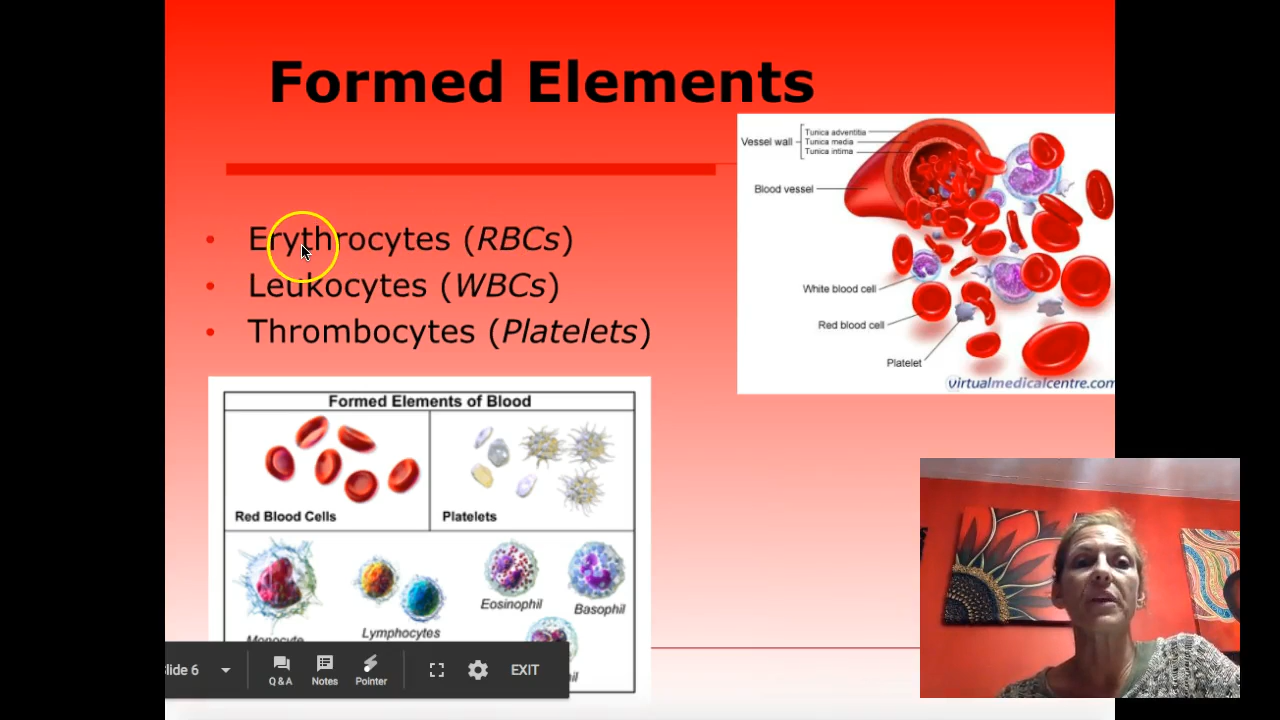 Formed Elements
Vessel wall
Tunica adventitia
Tunica media
Tunica intima
Blood vessel
• Erythrocytes (RBCs)
• Leukocytes (WBCs)
• Thrombocytes (Platelets)
White blood cell
Red blood cell
Platelet
virtualmedicalcentre.com
Formed Elements of Blood
Red Blood Cells
Platelets
Eosinophil
Basophil
Monocyte
Lymphocytes
Q & A
Notes
Pointer
EXIT